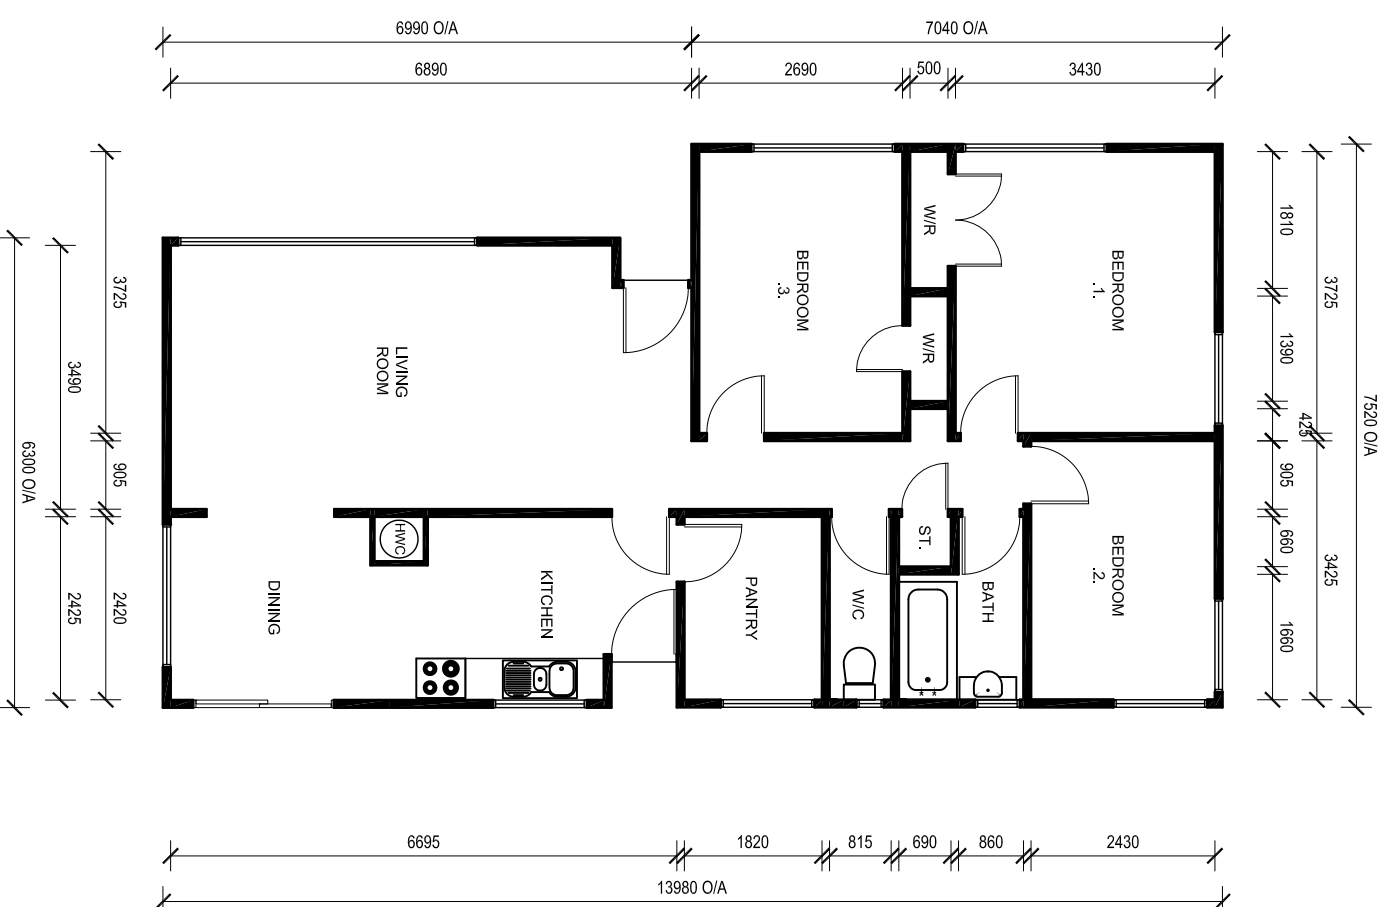 6990 O/A
7040 O/A
6890
2690
500
3430
3725
3490
905
6300 O/A
2425
2420
1810
3725
1390
425
7520 O/A
905
660
3425
1660
W/R
BEDROOM
.3.
BEDROOM
.1.
W/R
LIVING
ROOM
HWC
ST.
BEDROOM
.2.
DINING
KITCHEN
PANTRY
W/C
BATH
6695
1820
815
690
860
2430
13980 O/A